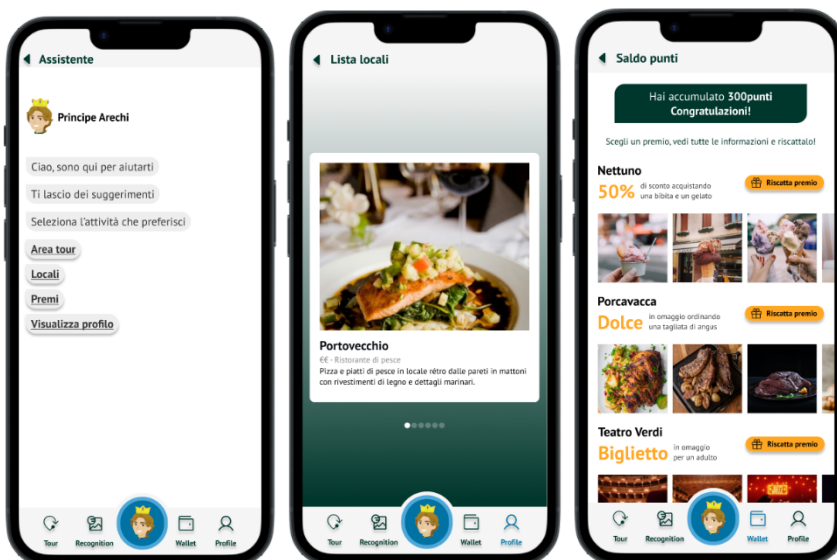 Assistente
Principe Arechi
Ciao, sono qui per aiutarti
Ti lascio dei suggerimenti
Seleziona l'attività che preferisci
Area tour
Locali
Premi
Visualizza profilo
Tour
Recognition
Wallet
Profile
Lista locali
Portovecchio
€€ - Ristorante di pesce
Pizza e piatti di pesce in locale rétro dalle pareti in mattoni
con rivestimenti di legno e dettagli marinari.
Tour
Recognition
Wallet
Profile
Saldo punti
Hai accumulato 300punti
Congratulazioni!
Scegli un premio, vedi tutte le informazioni e riscattalo!
Nettuno
50%
di sconto acquistando
una bibita e un gelato
Riscatta premio
Porcavacca
Dolce
in omaggio ordinando
una tagliata di angus
Riscatta premio
Teatro Verdi
Biglietto
in omaggio
per un adulto
Riscatta premio
Tour
Recognition
Wallet
Profile